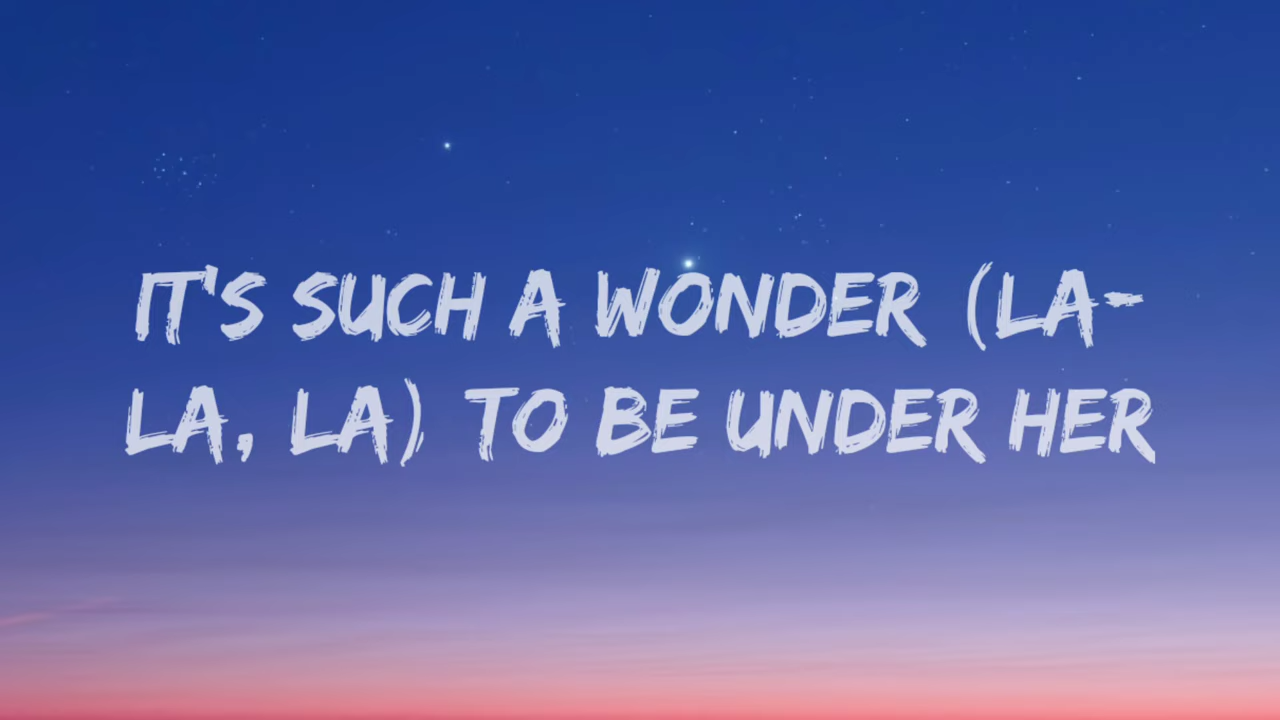 IT'S SUCH A WONDER (LA-
LA, LA) TO BE UNDER HER